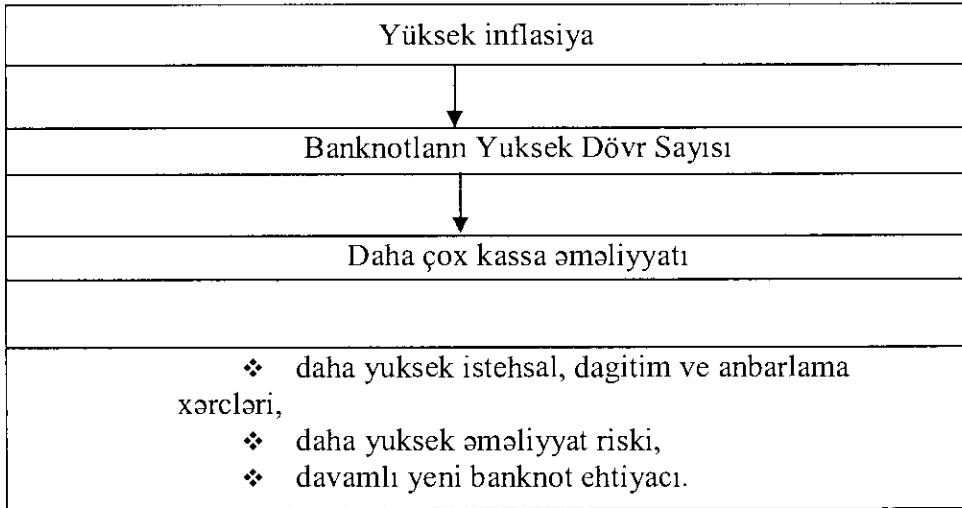 Yüksek inflasiya
Banknotlann Yuksek Dövr Sayısı
Daha çox kassa əməliyyatı
❖ daha yuksek istehsal, dagitim ve anbarlama
xərcləri,
❖ daha yuksek əməliyyat riski,
❖ davamlı yeni banknot ehtiyacı.